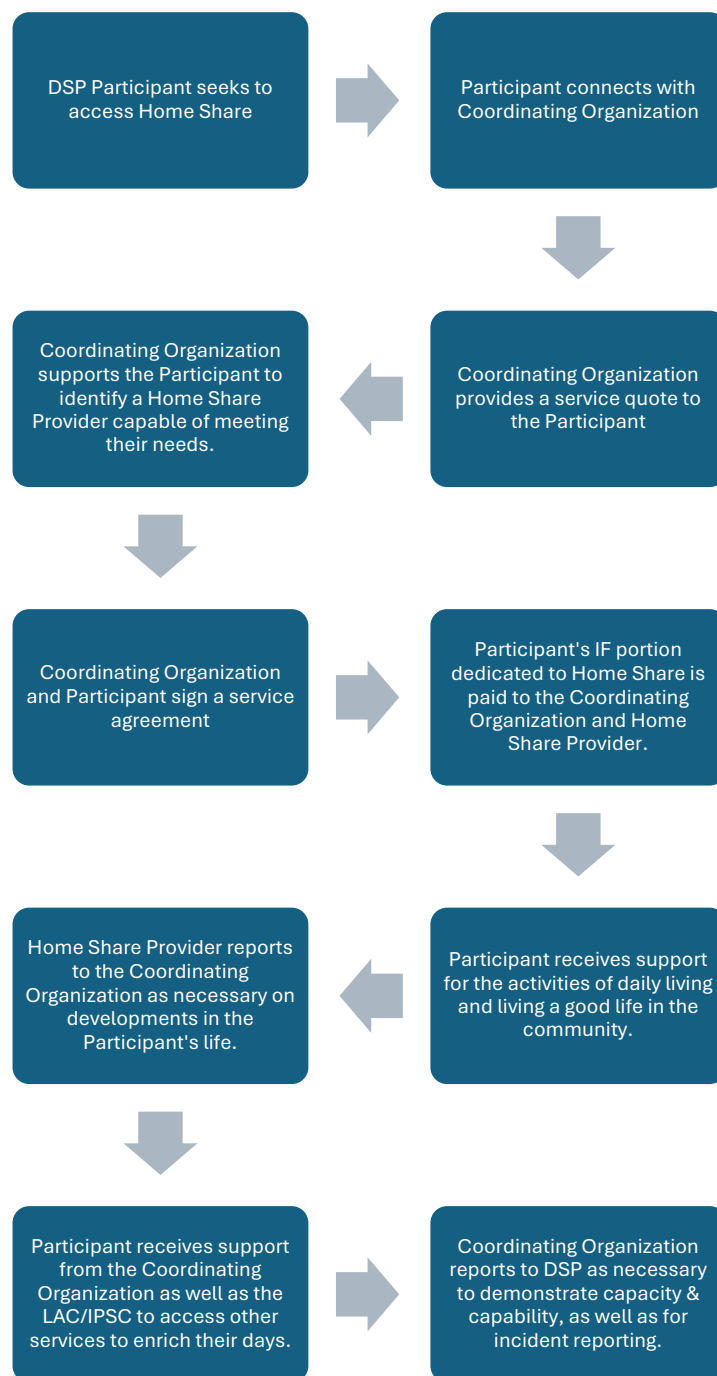 DSP Participant seeks to
access Home Share
Participant connects with
Coordinating Organization
Coordinating Organization
provides a service quote to
the Participant
Coordinating Organization
supports the Participant to
identify a Home Share
Provider capable of meeting
their needs.
Coordinating Organization
and Participant sign a service
agreement
Participant's IF portion
dedicated to Home Share is
paid to the Coordinating
Organization and Home
Share Provider.
Participant receives support
for the activities of daily living
and living a good life in the
community.
Home Share Provider reports
to the Coordinating
Organization as necessary on
developments in the
Participant's life.
Participant receives support
from the Coordinating
Organization as well as the
LAC/IPSC to access other
services to enrich their days.
Coordinating Organization
reports to DSP as necessary
to demonstrate capacity &
capability, as well as for
incident reporting.